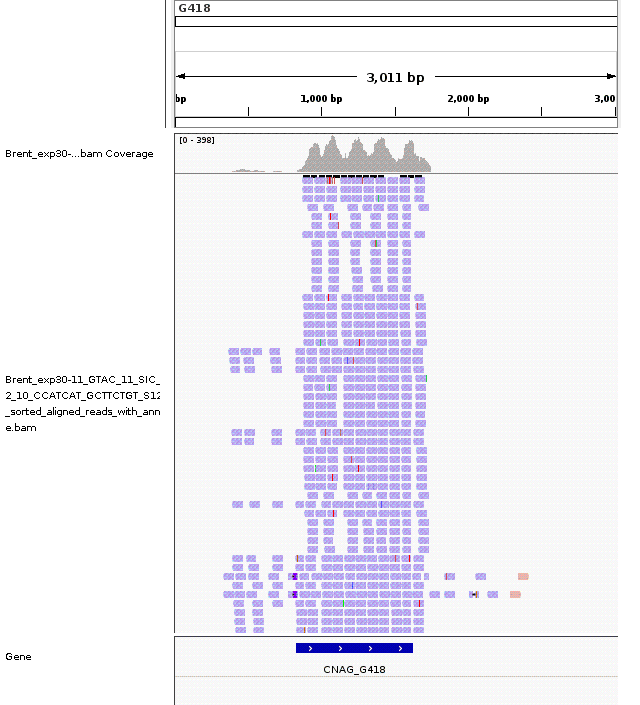 G418
3,011 bp
bp 1,000 bp 2,000 bp 3,00
[0 - 398]
Brent_exp30-...bam Coverage
Brent_exp30-11_GTAC_11_SIC_
2_10_CCATCAT_GCTTCTGT_S12
_sorted_aligned_reads_with_ann
e.bam
Gene
CNAG_G418